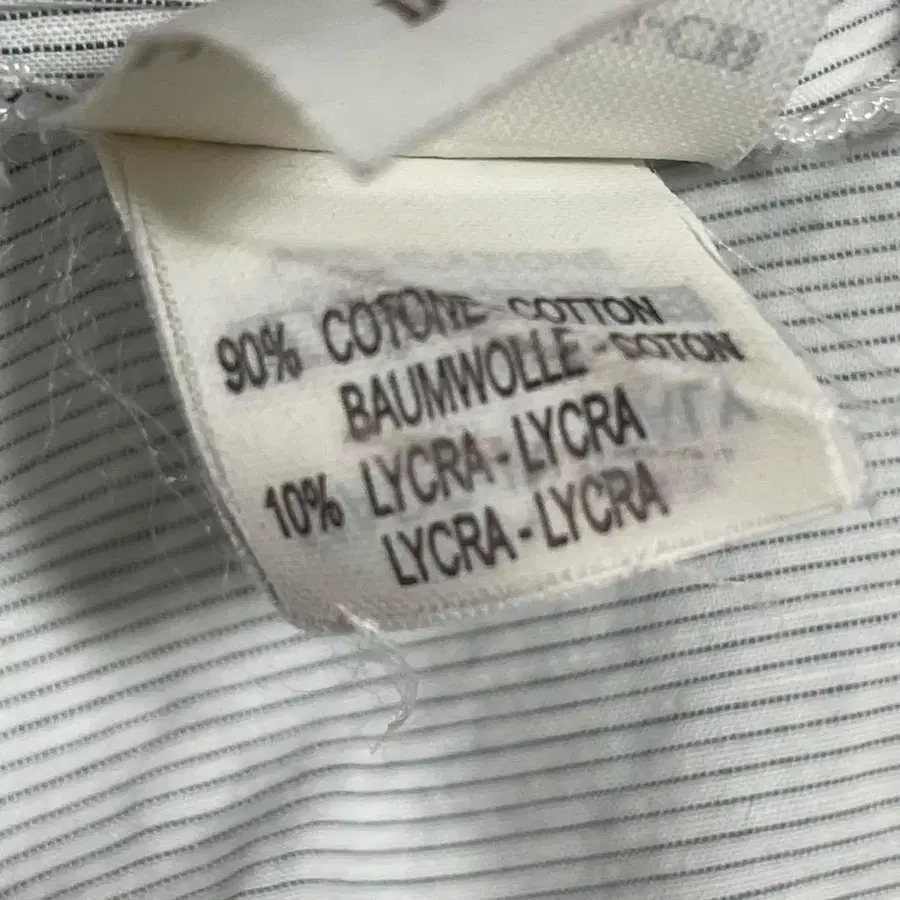 90% COTONE - COTTON
BAUMWOLLE - COTON
10% LYCRA - LYCRA
LYCRA - LYCRA